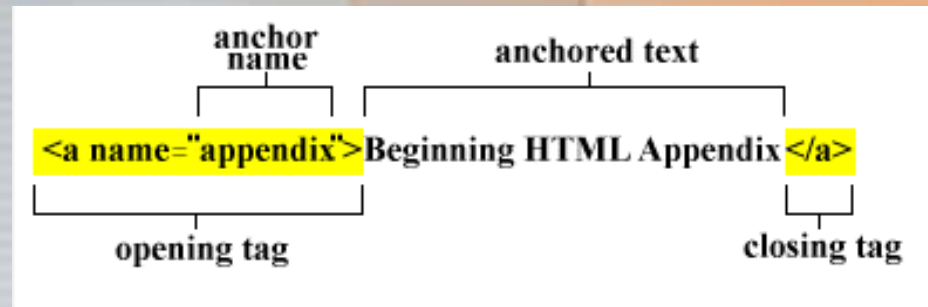 anchor
name
anchored text
<a name="appendix">Beginning HTML Appendix</a>
opening tag
closing tag